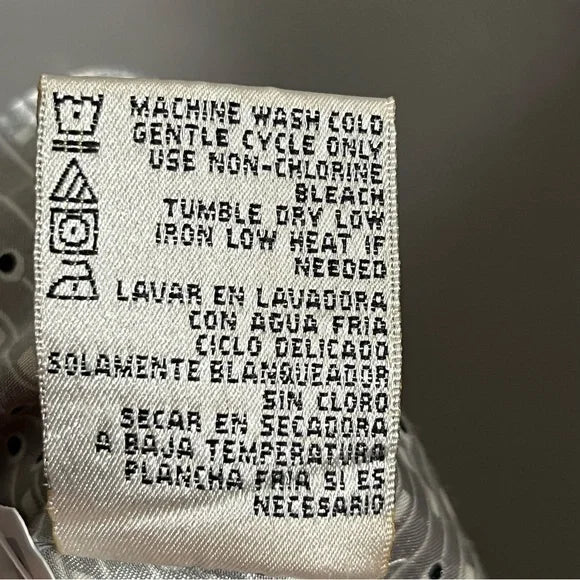 MACHINE WASH COLD
GENTLE CYCLE ONLY
USE NON-CHLORINE
BLEACH
TUMBLE DRY LOW
IRON LOW HEAT IF
NEEDED
LAVAR EN LAVADORA
CON AGUA FRIA
CICLO DELICADO
SOLAMENTE BLANQUEADOR
SIN CLORO
SECAR EN SECADORA
A BAJA TEMPERATURA
PLANCHA FRIA SI ES
NECESARIO